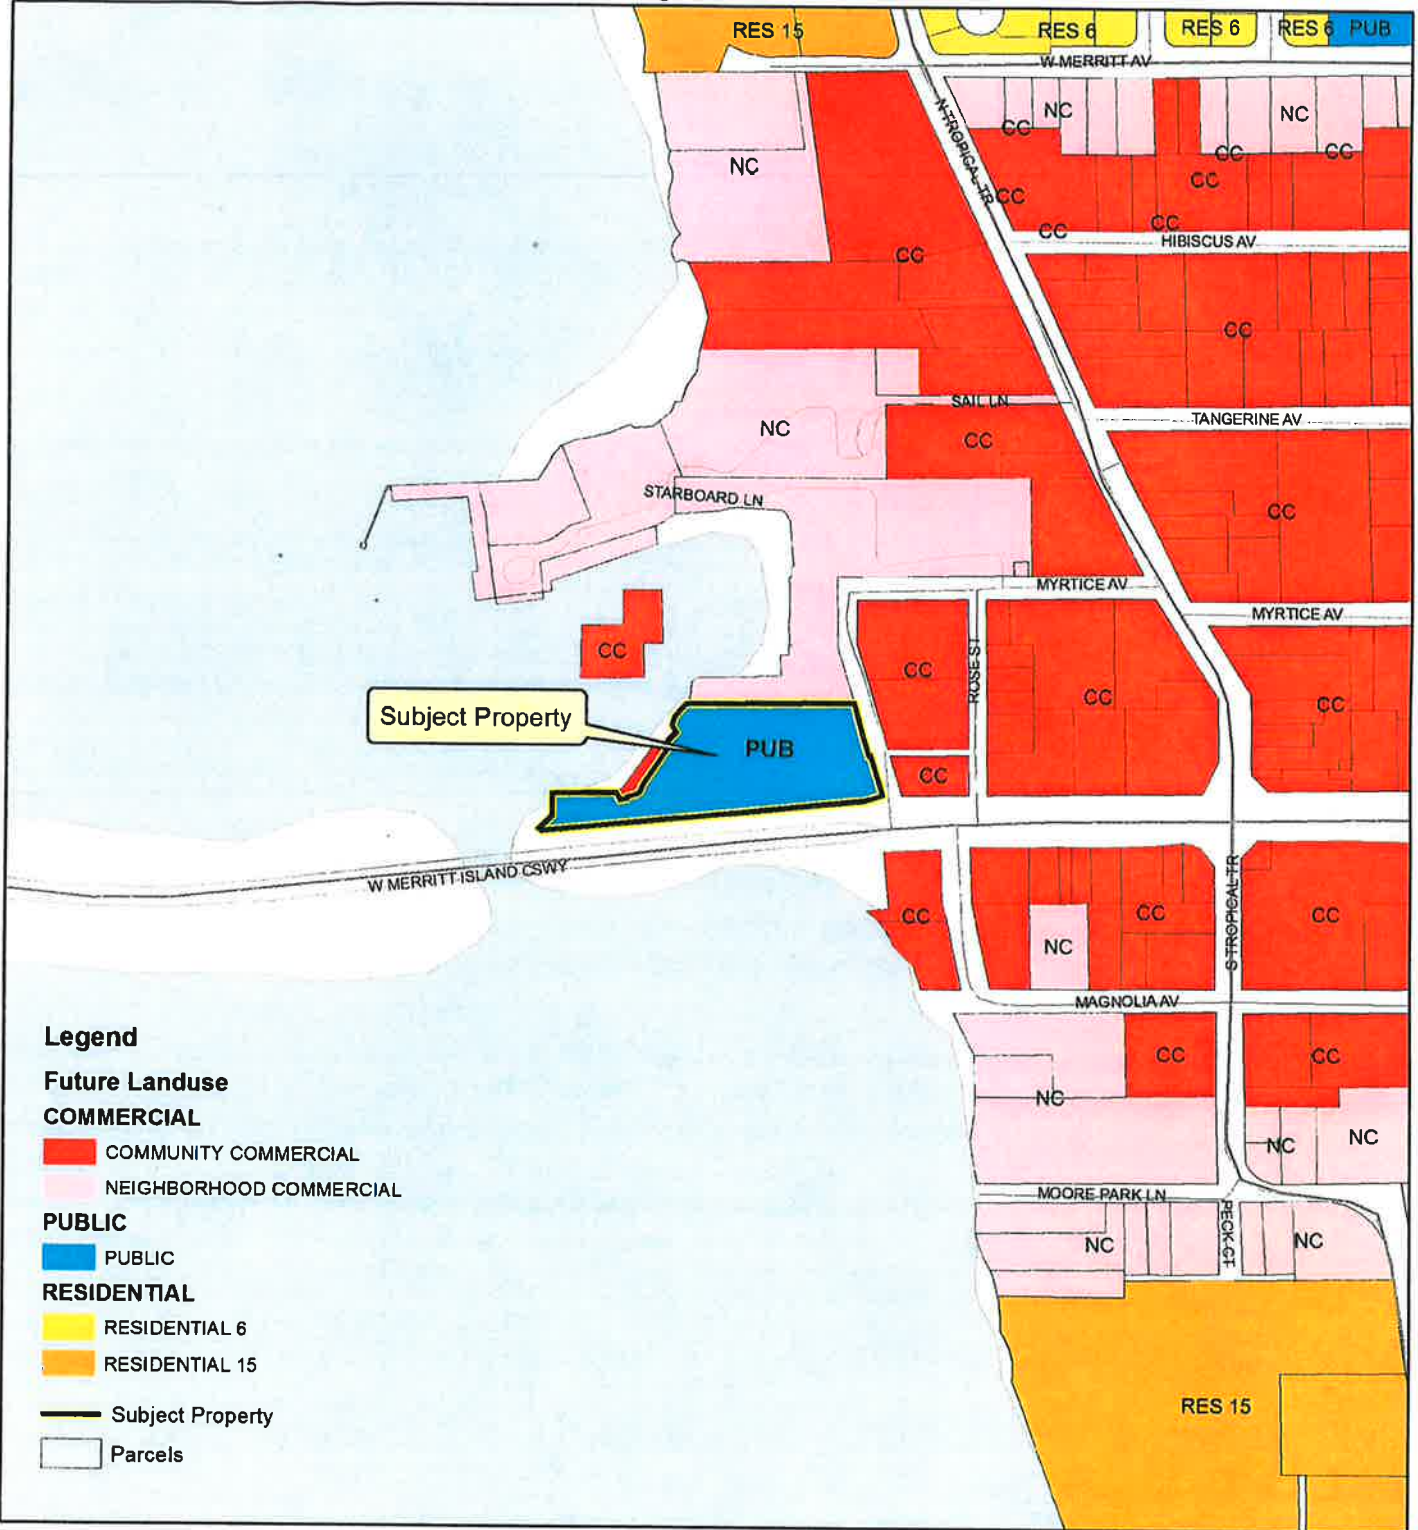 RES 15
RES 6
RES 6
RES 6
PUB
W MERRITT AV
NC
CC
NC
CC
CC
NC
N TROPICAL TR
CC
CC
CC
CC
HIBISCUS AV
CC
CC
SAIL LN
TANGERINE AV
NC
CC
STARBOARD LN
CC
MYRTICE AV
MYRTICE AV
CC
CC
ROSE ST
CC
CC
Subject Property
PUB
CC
W MERRITT ISLAND CSWY
CC
CC
CC
NC
S TROPICAL TR
MAGNOLIA AV
CC
CC
NC
NC
NC
MOORE PARK LN
PECK CT
NC
NC
RES 15
Legend
Future Landuse
COMMERCIAL
COMMUNITY COMMERCIAL
NEIGHBORHOOD COMMERCIAL
PUBLIC
PUBLIC
RESIDENTIAL
RESIDENTIAL 6
RESIDENTIAL 15
Subject Property
Parcels